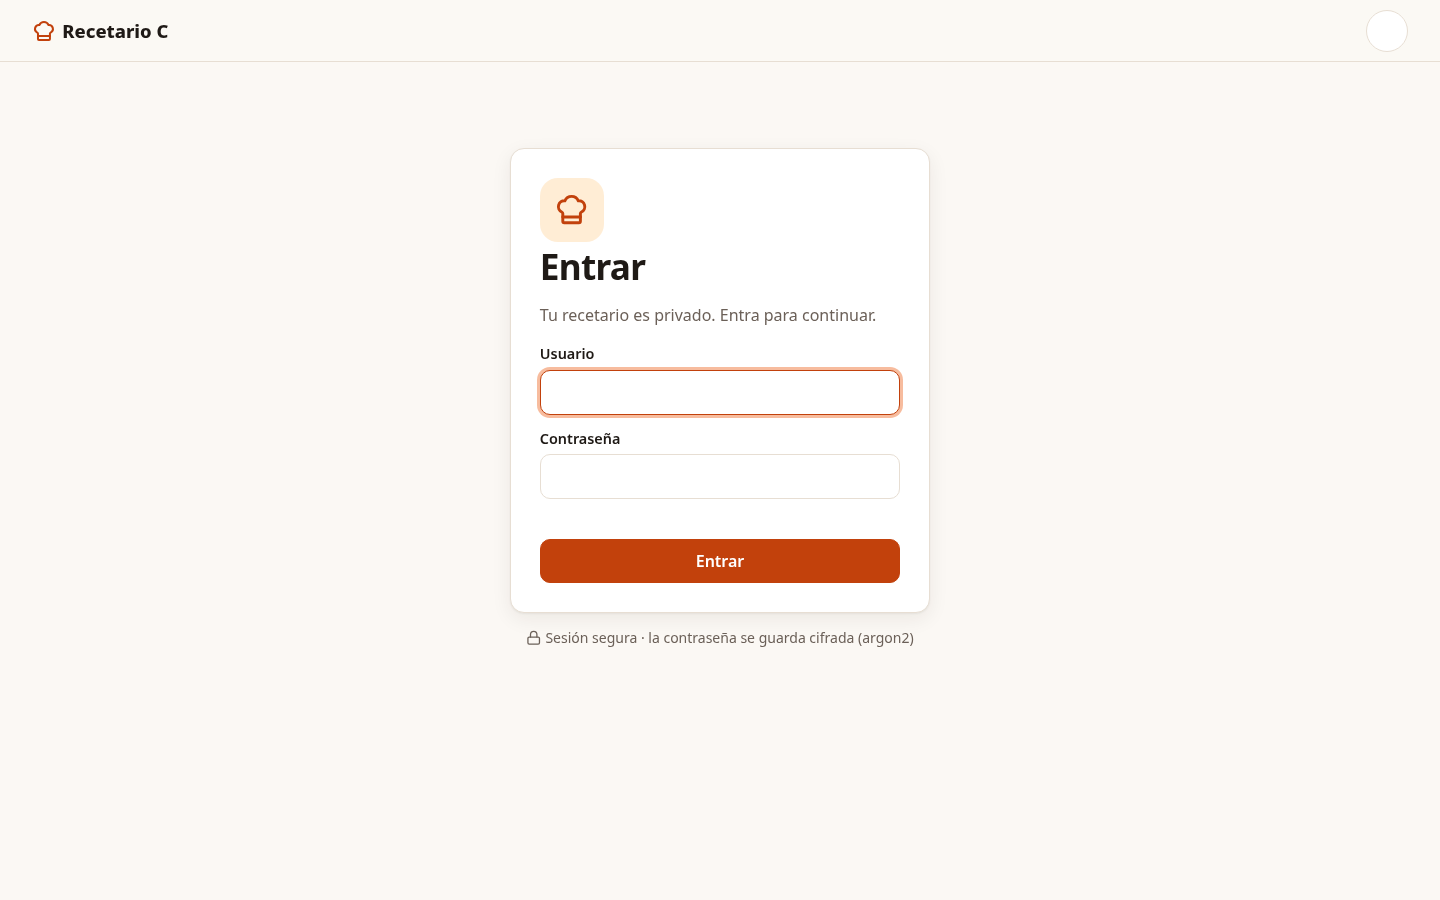 Recetario C
Entrar
Tu recetario es privado. Entra para continuar.
Usuario
Contraseña
Entrar
Sesión segura · la contraseña se guarda cifrada (argon2)